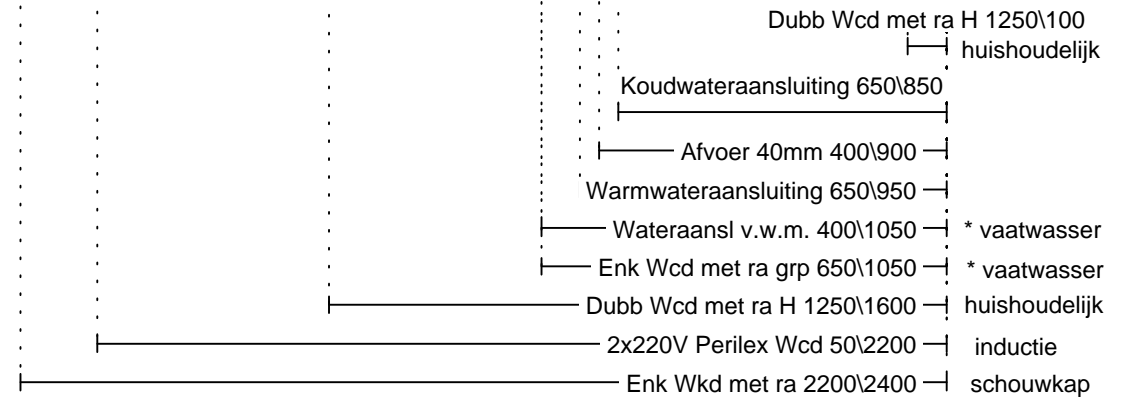 Dubb Wcd met ra H 1250\100
huishoudelijk
Koudwateraansluiting 650\850
Afvoer 40mm 400\900
Warmwateraansluiting 650\950
Wateraansl v.w.m. 400\1050 * vaatwasser
Enk Wcd met ra grp 650\1050 * vaatwasser
Dubb Wcd met ra H 1250\1600 huishoudelijk
2x220V Perilex Wcd 50\2200 inductie
Enk Wkd met ra 2200\2400 schouwkap